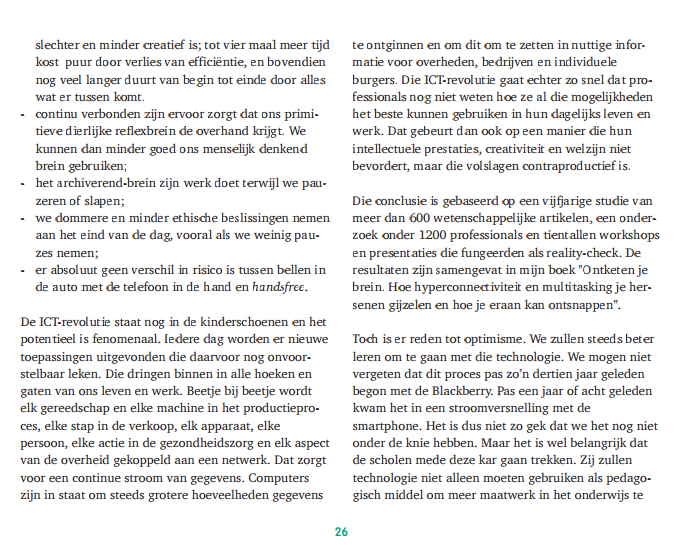 slechter en minder creatief is; tot vier maal meer tijd
kost puur door verlies van efficiëntie, en bovendien
nog veel langer duurt van begin tot einde door alles
wat er tussen komt.
- continu verbonden zijn ervoor zorgt dat ons primi-
tieve dierlijke reflexbrein de overhand krijgt. We
kunnen dan minder goed ons menselijk denkend
brein gebruiken;
- het archiverend-brein zijn werk doet terwijl we pau-
zeren of slapen;
- we dommere en minder ethische beslissingen nemen
aan het eind van de dag, vooral als we weinig pau-
zes nemen;
- er absoluut geen verschil in risico is tussen bellen in
de auto met de telefoon in de hand en handsfree.
De ICT-revolutie staat nog in de kinderschoenen en het
potentieel is fenomenaal. Iedere dag worden er nieuwe
toepassingen uitgevonden die daarvoor nog onvoor-
stelbaar leken. Die dringen binnen in alle hoeken en
gaten van ons leven en werk. Beetje bij beetje wordt
elk gereedschap en elke machine in het productiepro-
ces, elke stap in de verkoop, elk apparaat, elke
persoon, elke actie in de gezondheidszorg en elk aspect
van de overheid gekoppeld aan een netwerk. Dat zorgt
voor een continue stroom van gegevens. Computers
zijn in staat om steeds grotere hoeveelheden gegevens
te ontginnen en om dit om te zetten in nuttige infor-
matie voor overheden, bedrijven en individuele
burgers. Die ICT-revolutie gaat echter zo snel dat pro-
fessionals nog niet weten hoe ze al die mogelijkheden
het beste kunnen gebruiken in hun dagelijks leven en
werk. Dat gebeurt dan ook op een manier die hun
intellectuele prestaties, creativiteit en welzijn niet
bevordert, maar die volslagen contraproductief is.
Die conclusie is gebaseerd op een vijfjarige studie van
meer dan 600 wetenschappelijke artikelen, een onder-
zoek onder 1200 professionals en tientallen workshops
en presentaties die fungeerden als reality-check. De
resultaten zijn samengevat in mijn boek "Ontketen je
brein. Hoe hyperconnectiviteit en multitasking je her-
senen gijzelen en hoe je eraan kan ontsnappen".
Toch is er reden tot optimisme. We zullen steeds beter
leren om te gaan met die technologie. We mogen niet
vergeten dat dit proces pas zo'n dertien jaar geleden
begon met de Blackberry. Pas een jaar of acht geleden
kwam het in een stroomversnelling met de
smartphone. Het is dus niet zo gek dat we het nog niet
onder de knie hebben. Maar het is wel belangrijk dat
de scholen mede deze kar gaan trekken. Zij zullen
technologie niet alleen moeten gebruiken als pedago-
gisch middel om meer maatwerk in het onderwijs te
26